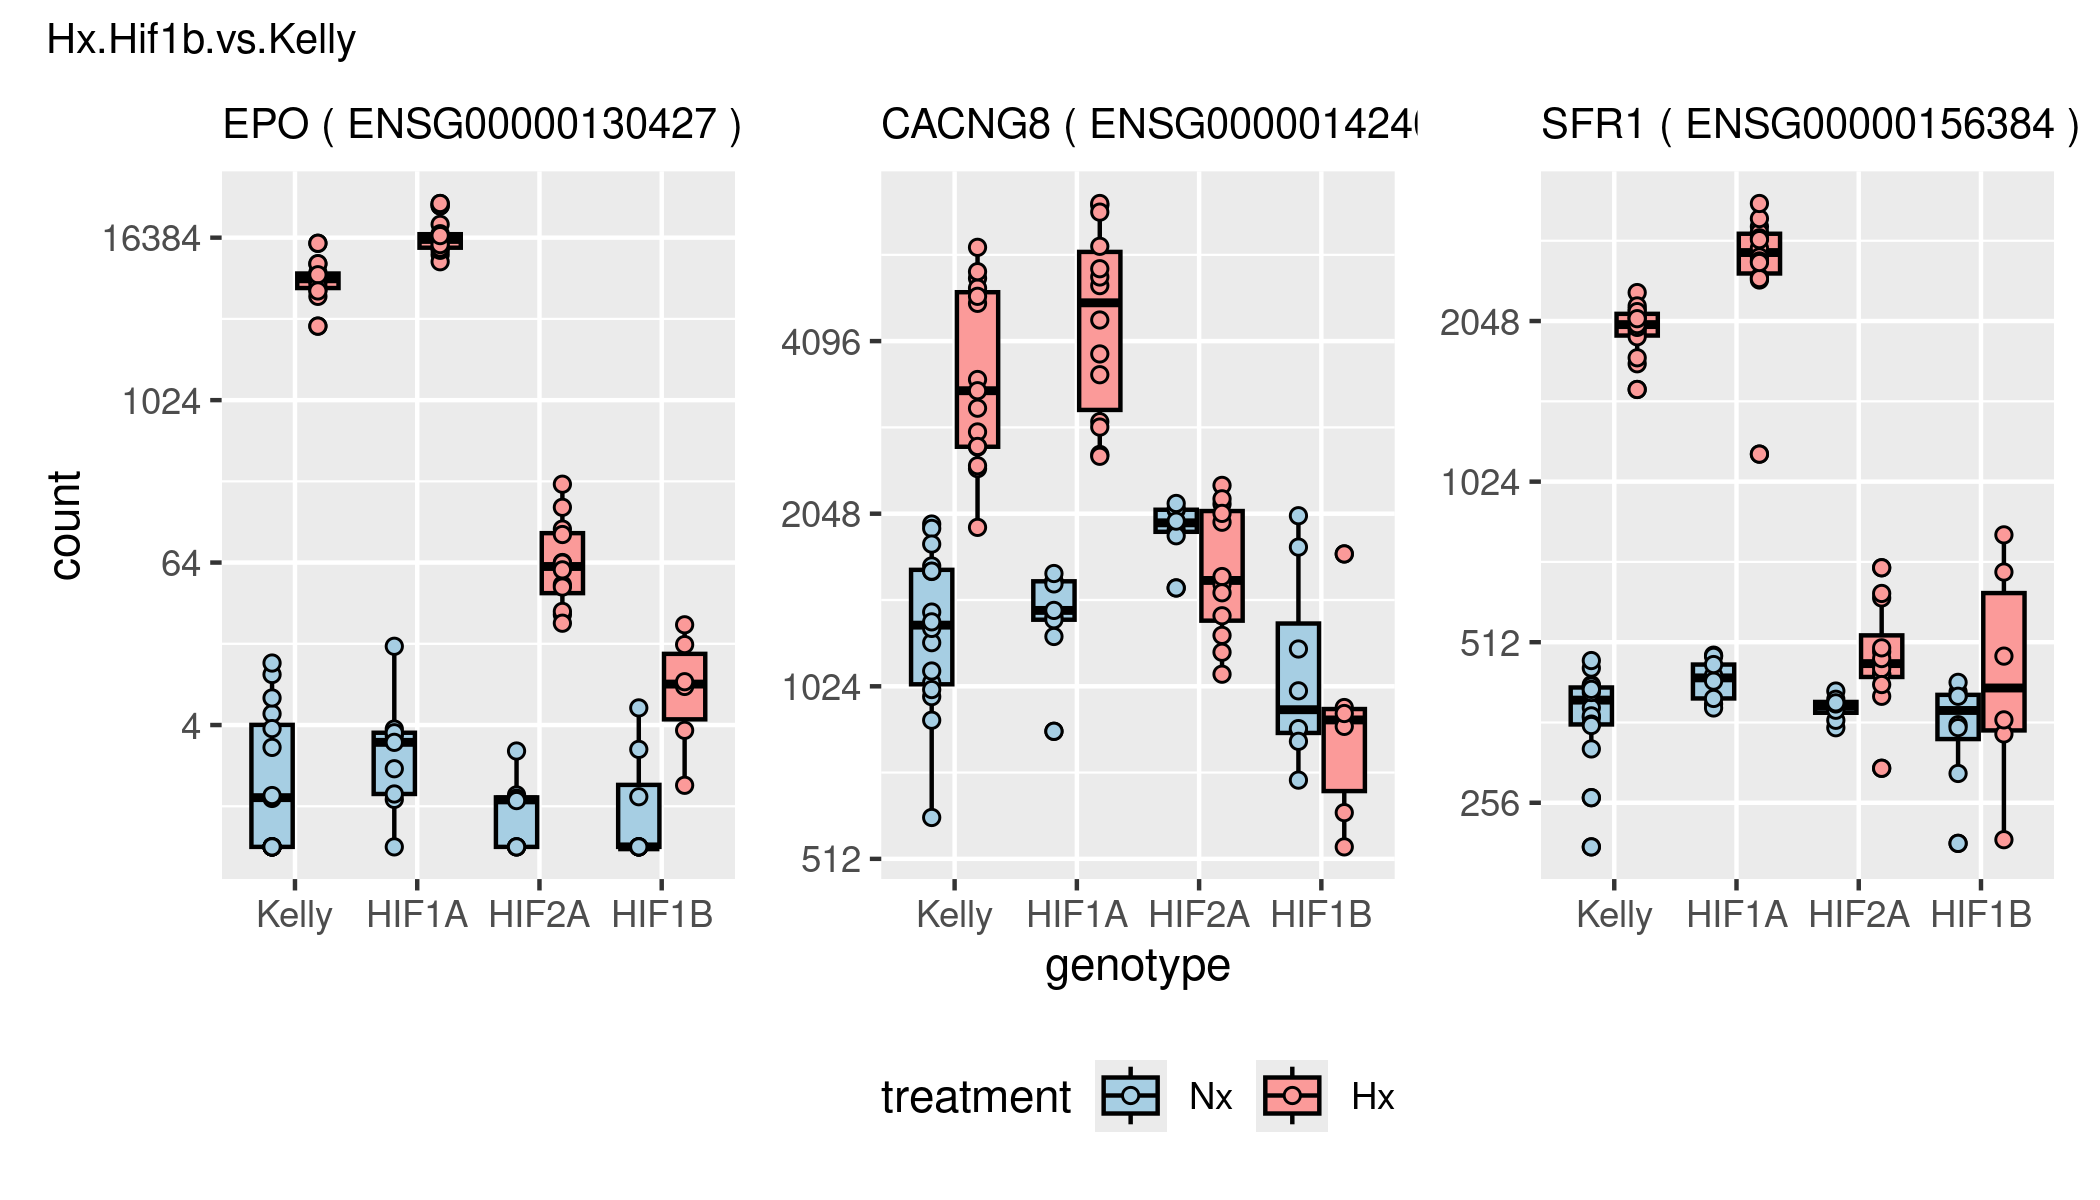 Hx.Hif1b.vs.Kelly
EPO ( ENSG00000130427 )
CACNG8 ( ENSG0000014240
SFR1 ( ENSG00000156384 )
count
16384
1024
64
4
Kelly HIF1A HIF2A HIF1B
4096
2048
1024
512
Kelly HIF1A HIF2A HIF1B
2048
1024
512
256
Kelly HIF1A HIF2A HIF1B
genotype
treatment Nx Hx